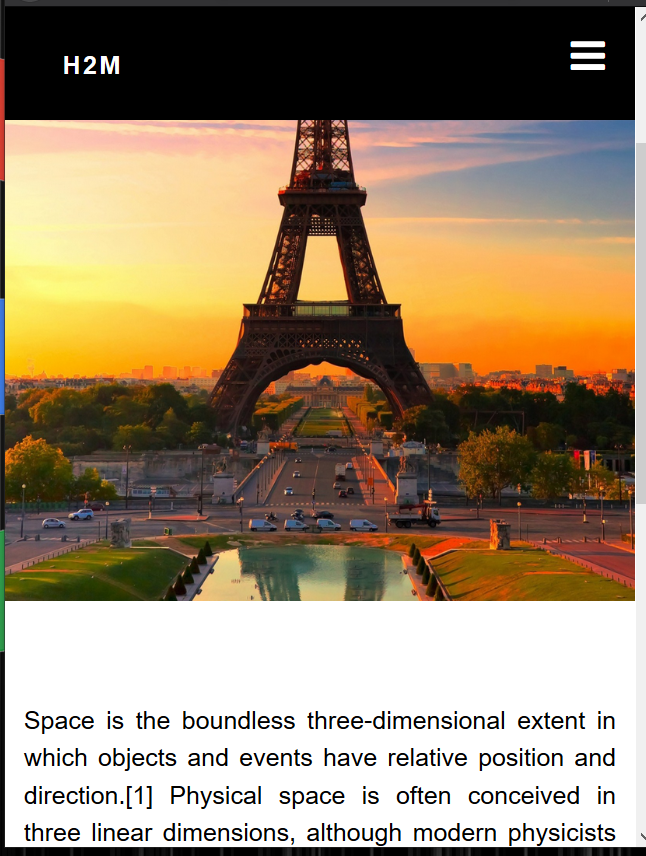 H2M
Space is the boundless three-dimensional extent in
which objects and events have relative position and
direction.[1] Physical space is often conceived in
three linear dimensions, although modern physicists